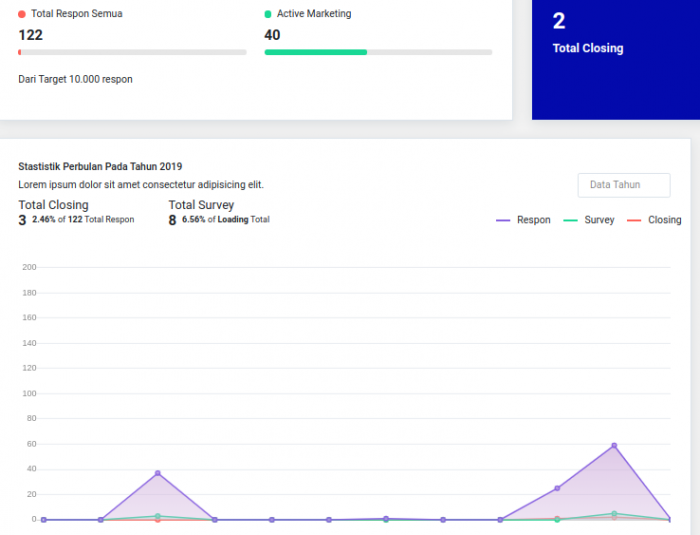 Total Respon Semua
Active Marketing
122
40
Dari Target 10.000 respon
2
Total Closing
Stastistik Perbulan Pada Tahun 2019
Lorem ipsum dolor sit amet consectetur adipisicing elit.
Data Tahun
Total Closing
Total Survey
3 2.46% of 122 Total Respon
8 6.56% of Loading Total
Respon
Survey
Closing
200
180
160
140
120
100
80
60
40
20
0